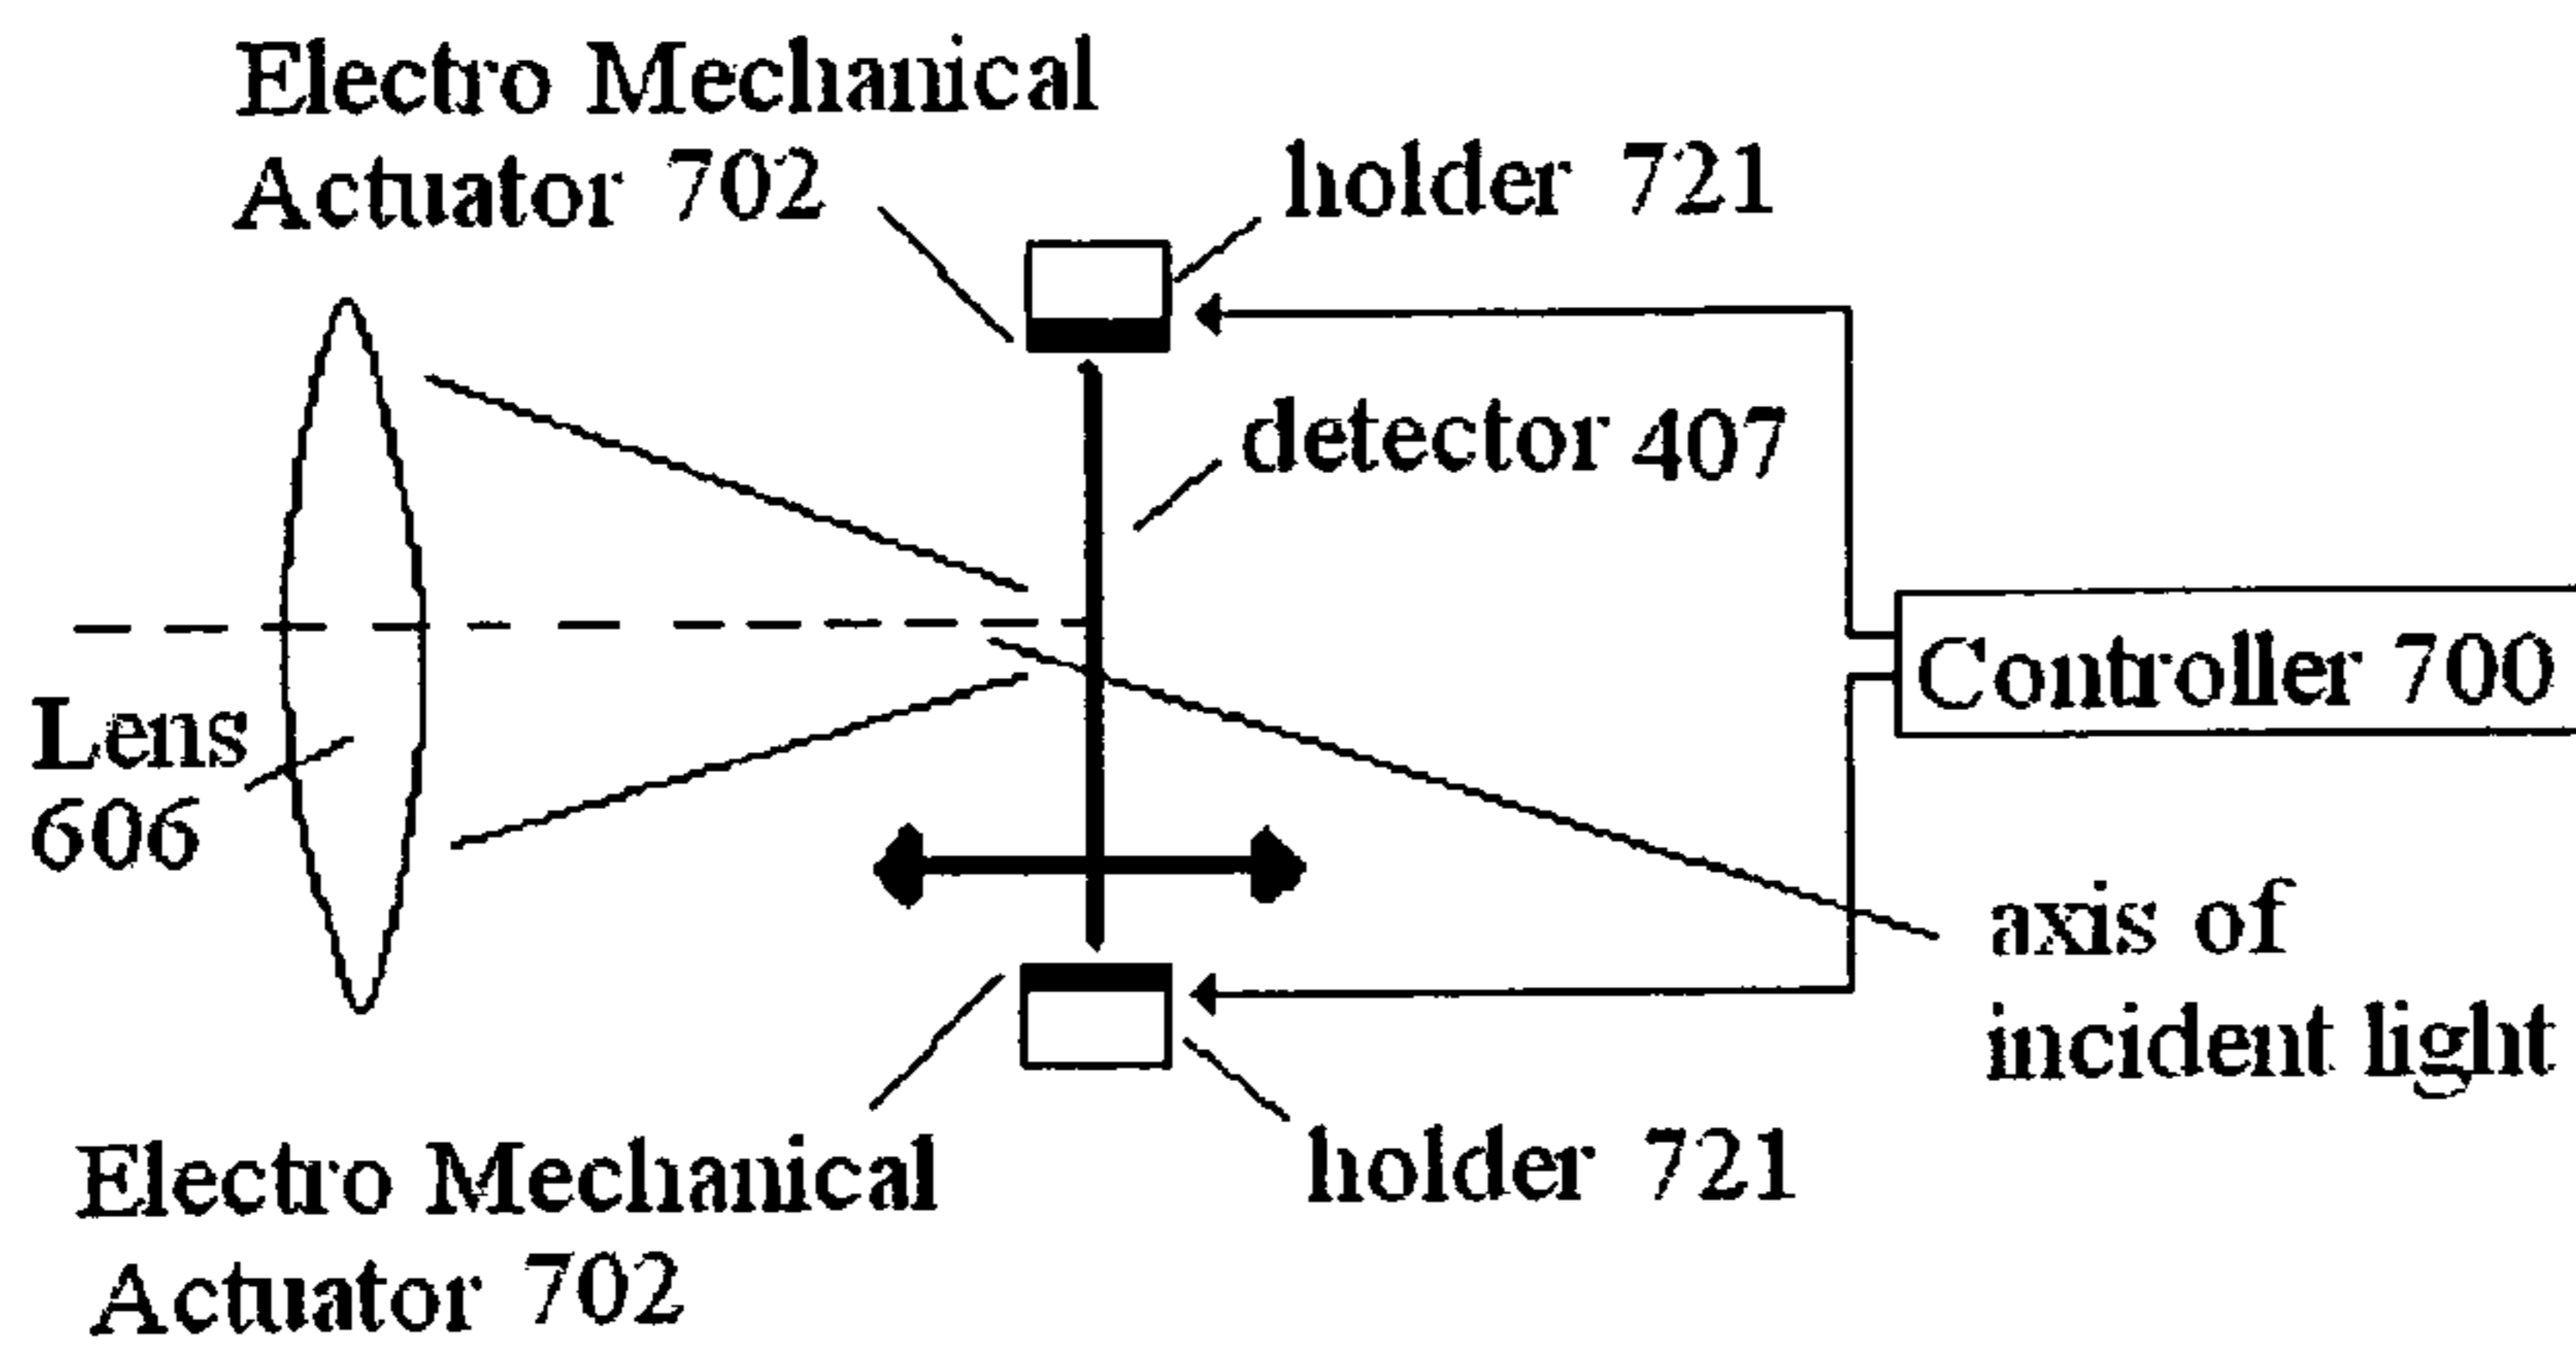 Electro Mechanical
Actuator 702
holder 721
detector 407
Controller 700
Lens
606
axis of
incident light
Electro Mechanical
Actuator 702
holder 721